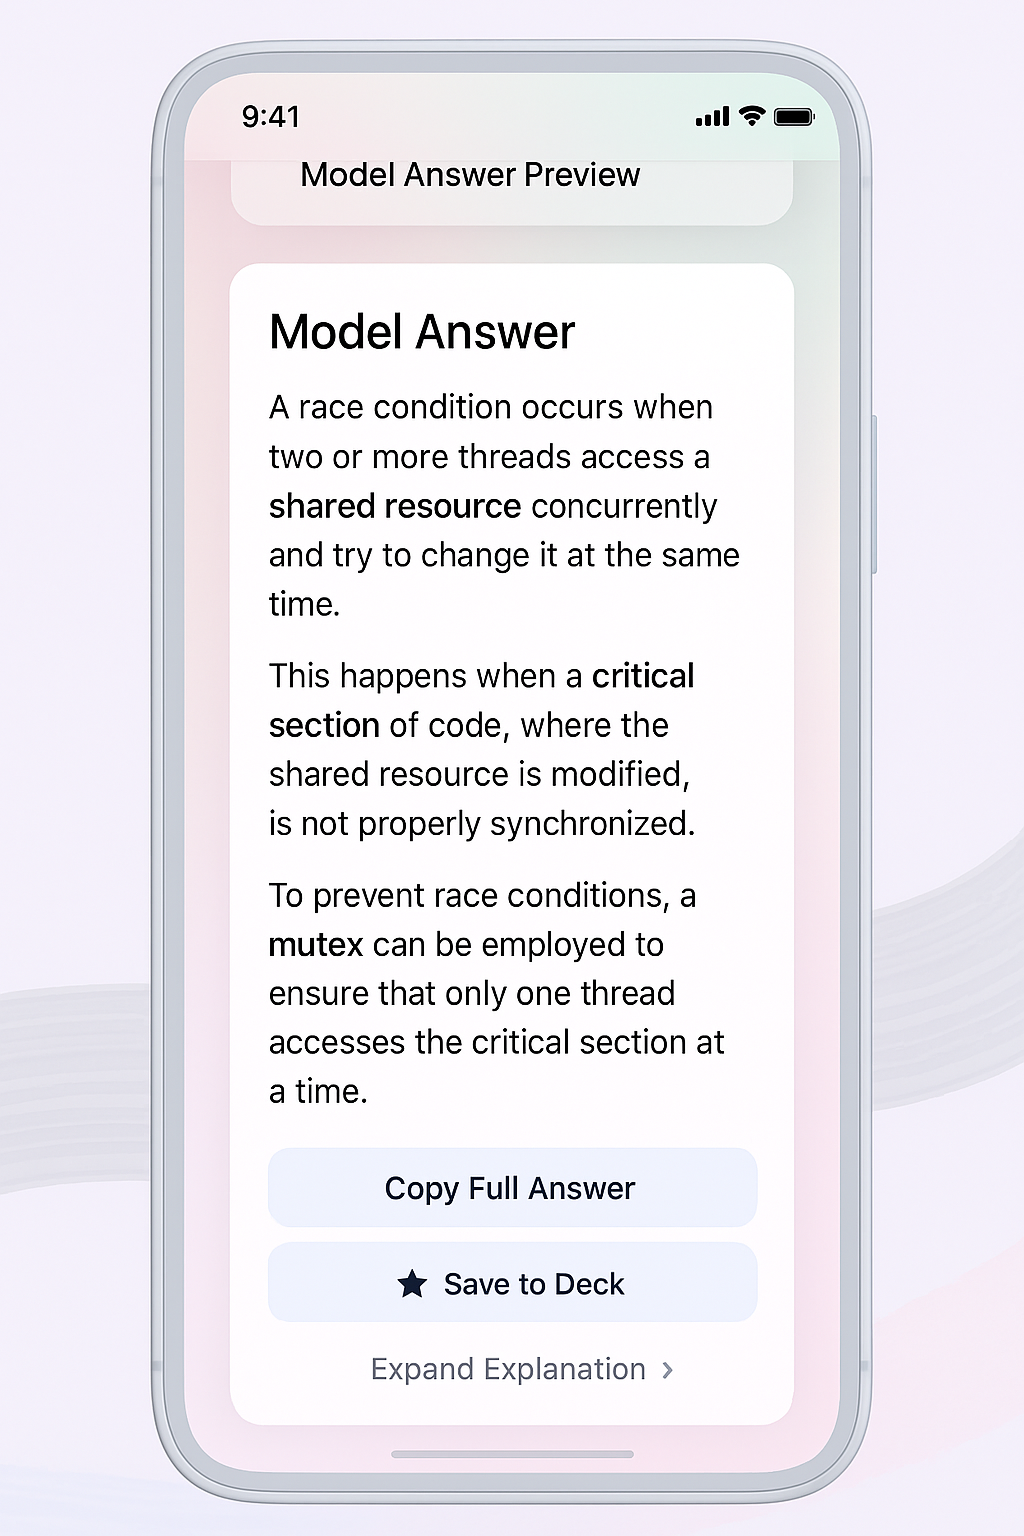 9:41
Model Answer Preview
Model Answer
A race condition occurs when
two or more threads access a
shared resource concurrently
and try to change it at the same
time.
This happens when a critical
section of code, where the
shared resource is modified,
is not properly synchronized.
To prevent race conditions, a
mutex can be employed to
ensure that only one thread
accesses the critical section at
a time.
Copy Full Answer
Save to Deck
Expand Explanation